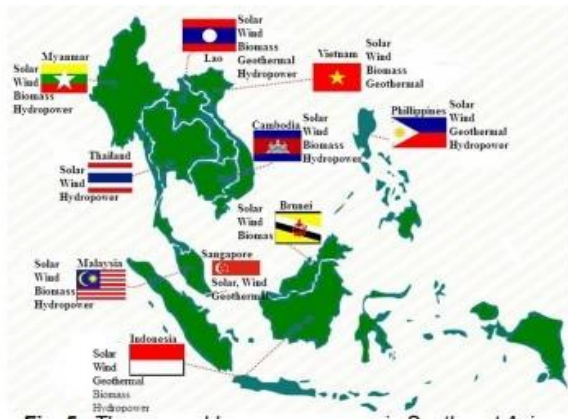 Solar
Wind
Biomass
Geothermal
Hydropower
Lao
Myanmar
Solar
Wind
Biomass
Hydropower
Vietnam
Solar
Wind
Biomass
Geothermal
Phillippines
Solar
Wind
Geothermal
Hydropower
Cambodia
Solar
Wind
Biomass
Hydropower
Thailand
Solar
Wind
Hydropower
Brunei
Solar
Wind
Biomas
Malaysia
Solar
Wind
Biomass
Hydropower
Sangapore
Solar, Wind
Geothermal
Indonesia
Solar
Wind
Geothermal
Biomass
Hydropower